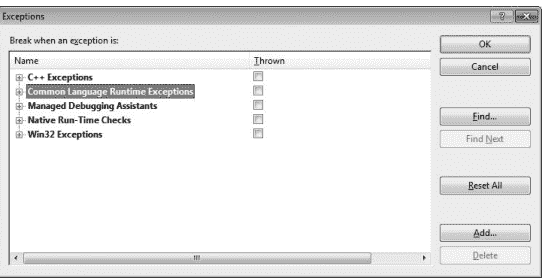 Exceptions
Break when an exception is:
Name Thrown
C++ Exceptions
Common Language Runtime Exceptions
Managed Debugging Assistants
Native Run-Time Checks
Win32 Exceptions
OK
Cancel
Find...
Find Next
Reset All
Add...
Delete